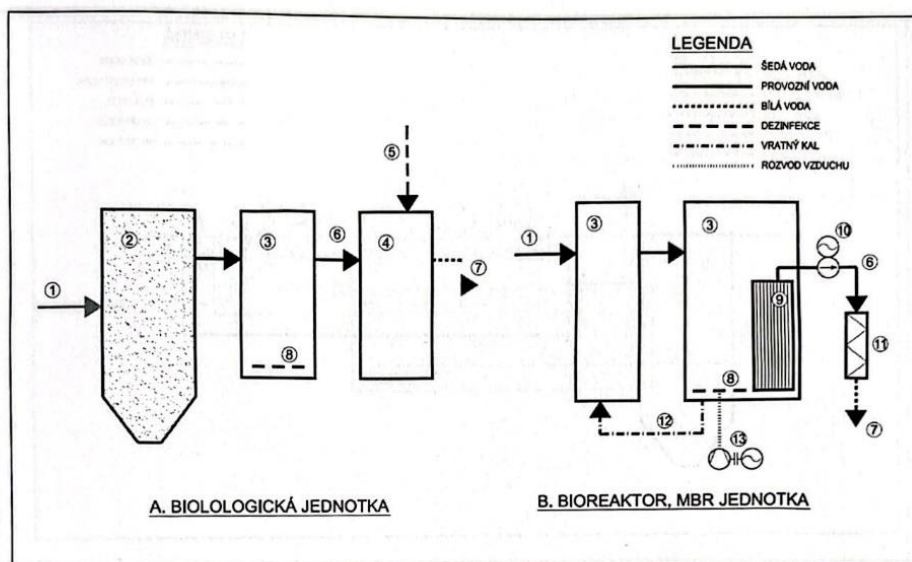 LEGENDA
ŠEDÁ VODA
PROVOZNÍ VODA
BÍLÁ VODA
DEZINFEKCE
VRATNÝ KAL
ROZVOD VZDUCHU
①
②
③
④
⑤
⑥
⑦
⑧
①
③
③
⑧
⑨
⑩
⑥
⑪
⑦
⑫
⑬
A. BIOLOLOGICKÁ JEDNOTKA
B. BIOREAKTOR, MBR JEDNOTKA